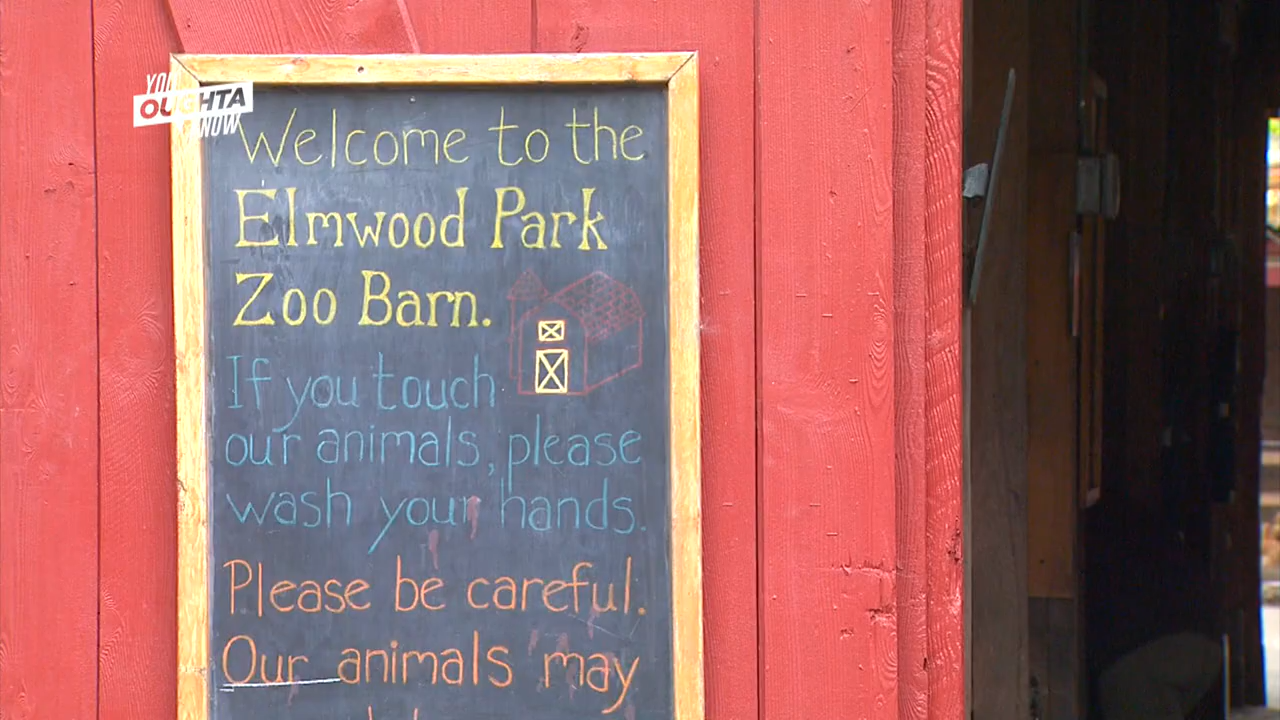 YOU
OUGHTA
KNOW
Welcome to the
Elmwood Park
Zoo Barn.
If you touch
our animals, please
wash your hands.
Please be careful.
Our animals may